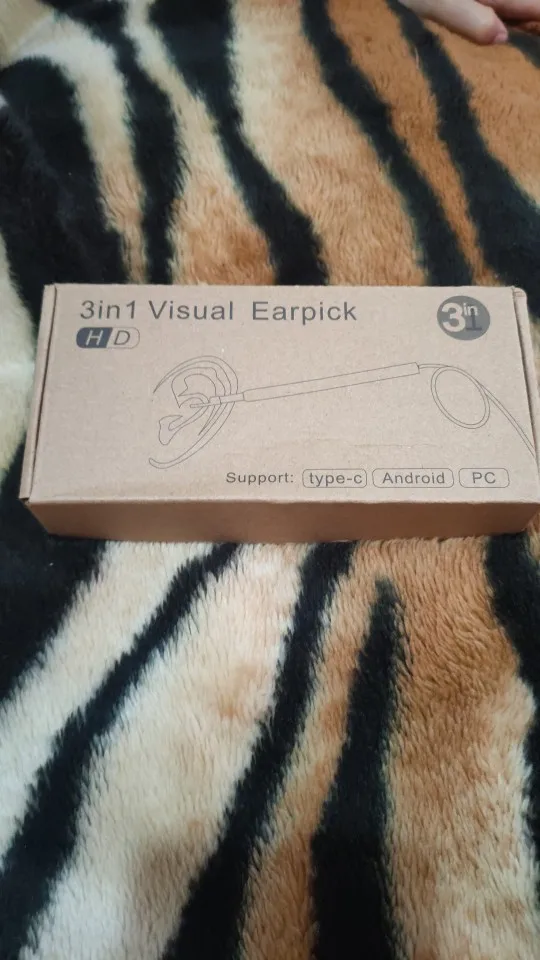 3in1 Visual Earpick
HD
3in1
Support: type-c Android PC